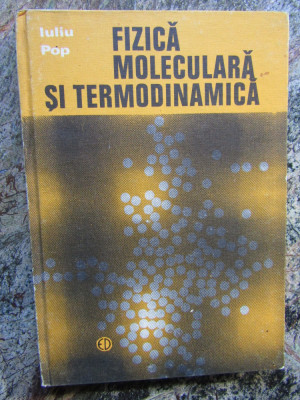 Iuliu
Pop
FIZICĂ
MOLECULARĂ
ȘI TERMODINAMICĂ